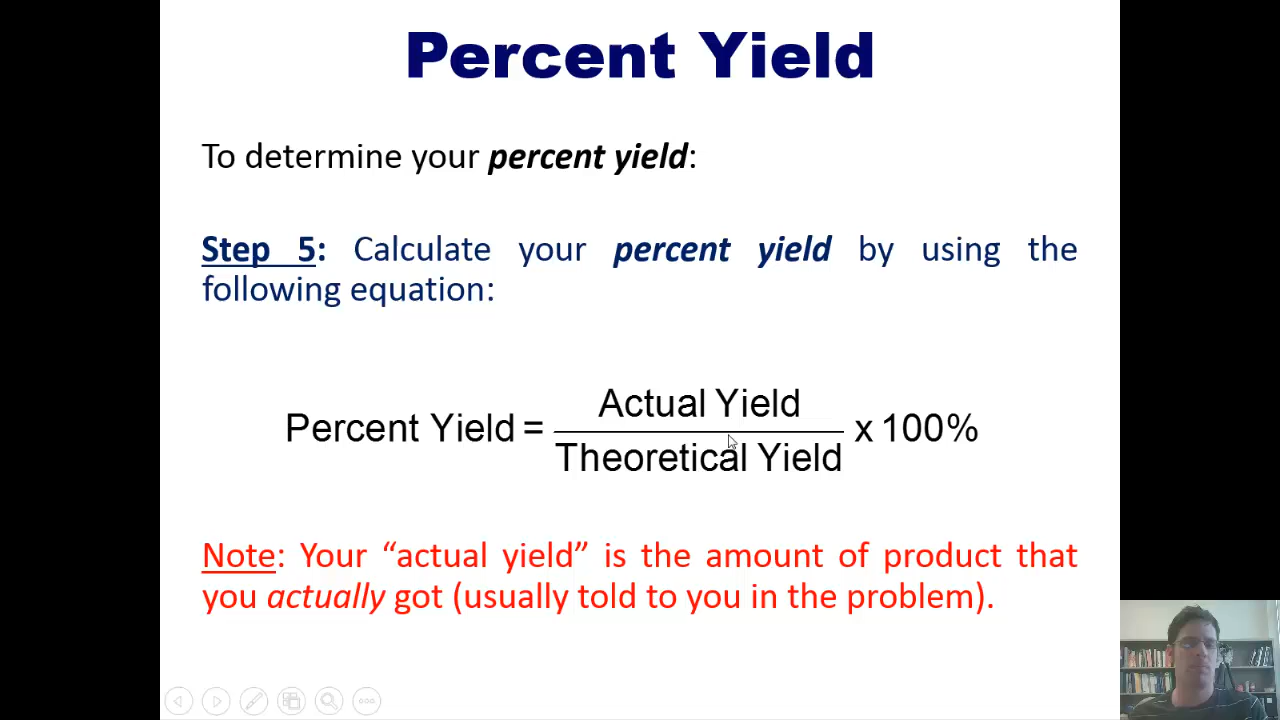 Percent Yield
To determine your percent yield:
Step 5: Calculate your percent yield by using the
following equation:
Actual Yield
Percent Yield = ———— x 100%
Theoretical Yield
Note: Your “actual yield” is the amount of product that
you actually got (usually told to you in the problem).